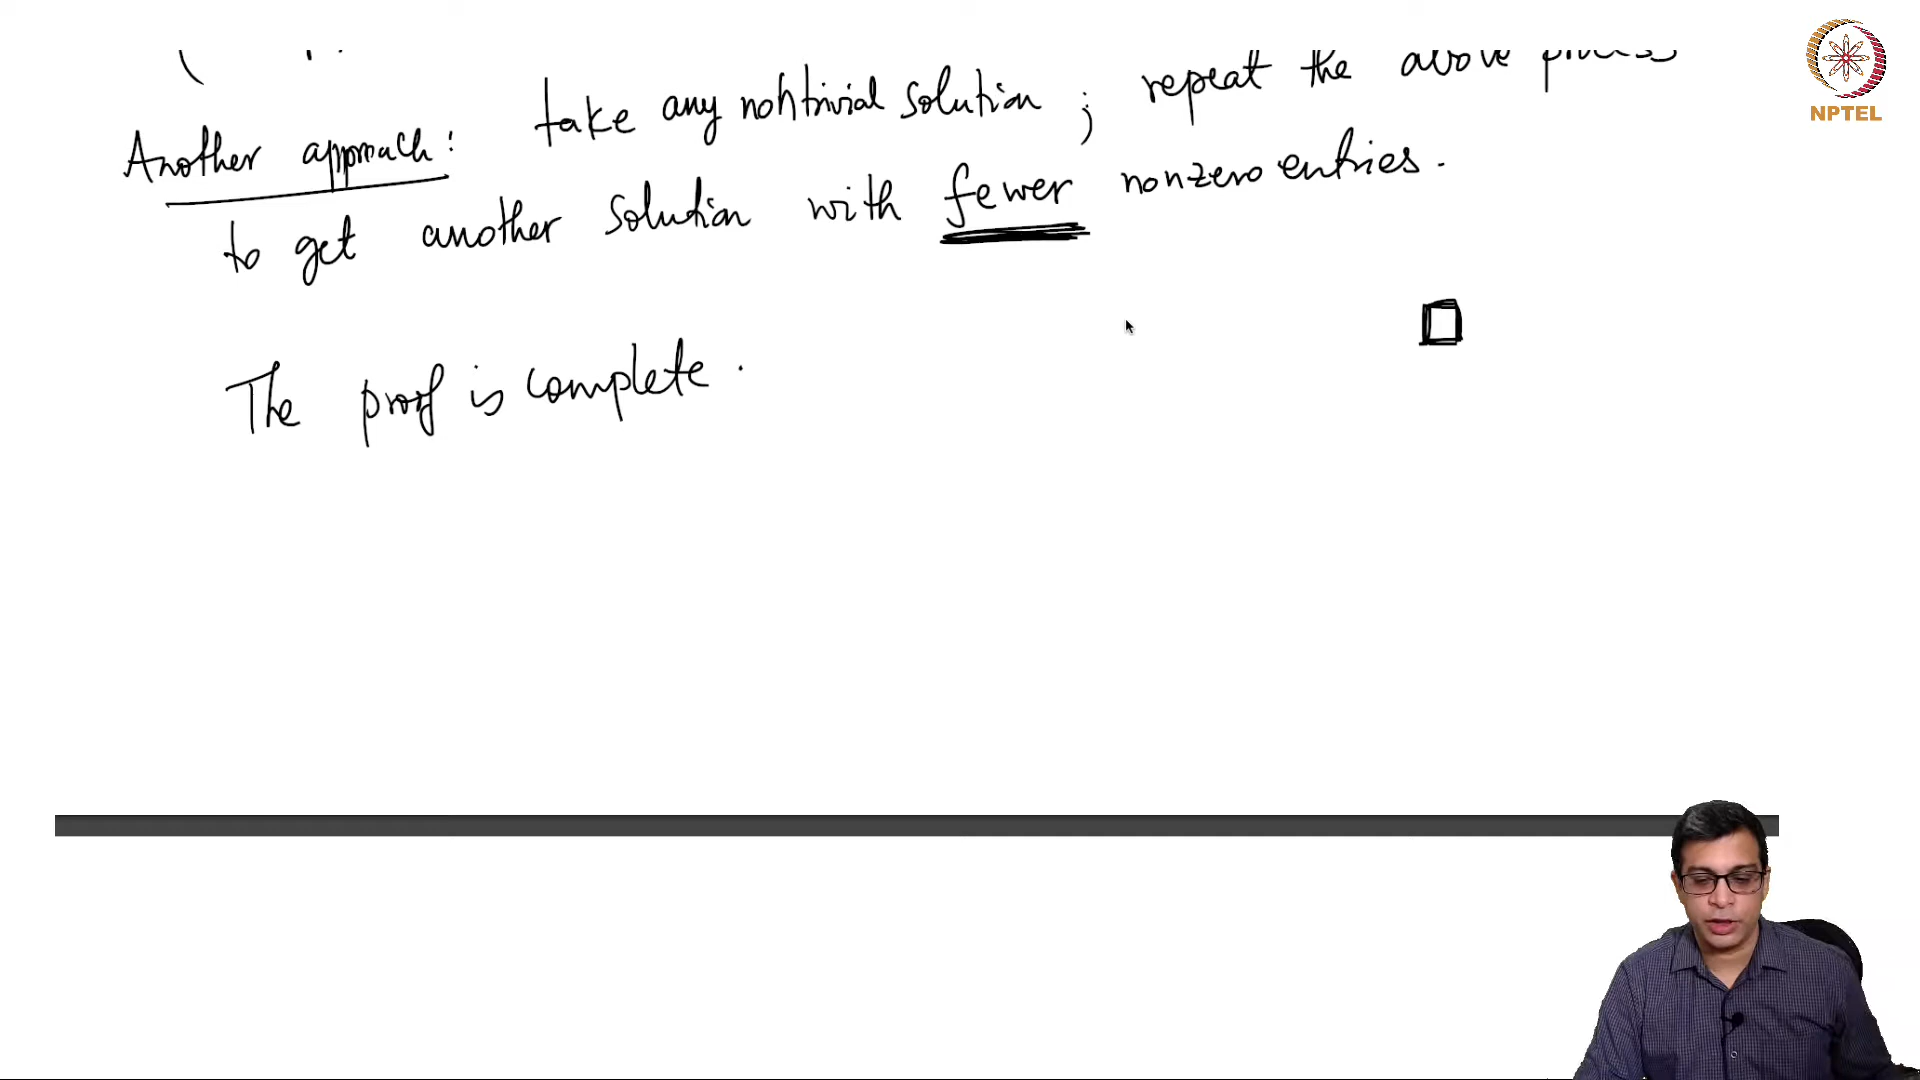 Another approach: take any nontrivial solution ; repeat the above process
to get another solution with fewer nonzero entries.
The proof is complete.
NPTEL